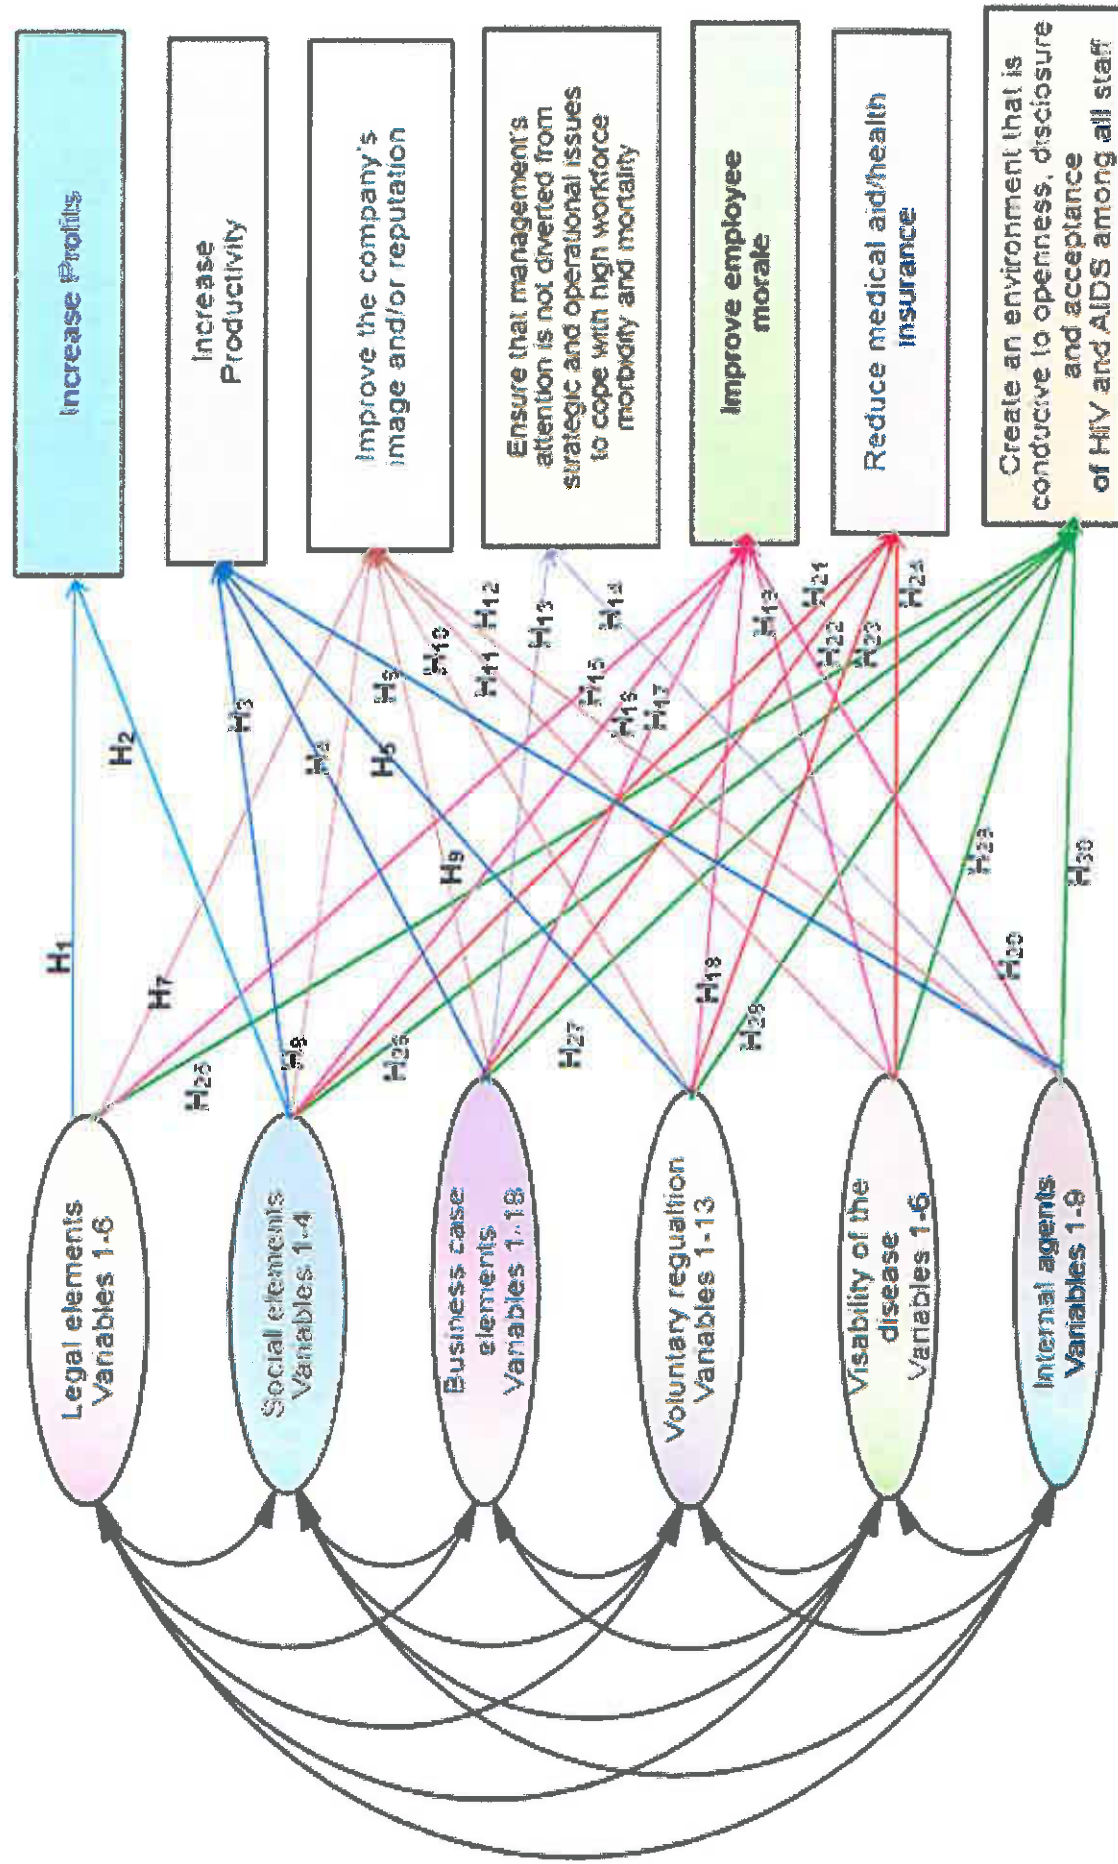 Legal elements
Variables 1-6
Social elements
Variables 1-4
Business case
elements
Variables 1-18
Voluntary reguation
Variables 1-13
Visability of the
disease
Variables 1-6
Internal agents
Variables 1-9
H1
H2
H7
H3
H4
H5
H9
H10
H11
H12
H13
H14
H15
H16
H17
H19
H21
H22
H23
H24
H25
H8
H26
H27
H18
H28
H29
H20
H30
Increase Profits
Increase
Productivity
Improve the company's
image and/or reputation
Ensure that management's
attention is not diverted from
strategic and operational issues
to cope with high workforce
morbidity and mortality
Improve employee
morale
Reduce medical aid/health
insurance
Create an environment that is
conductive to openness, disclosure
and acceptance
of HIV and AIDS among all staff